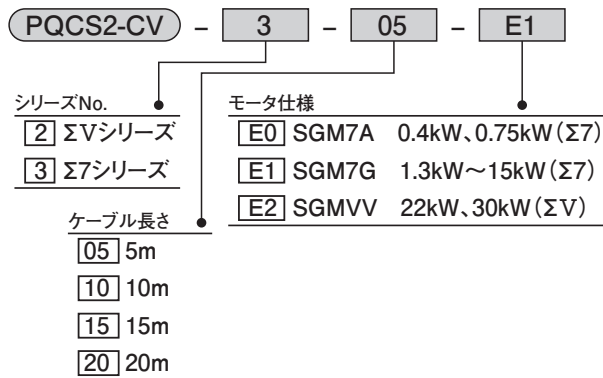 PQCS2-CV – 3 – 05 – E1
シリーズNo.
2 ΣVシリーズ
3 Σ7シリーズ
ケーブル長さ
05 5m
10 10m
15 15m
20 20m
モータ仕様
E0 SGM7A 0.4kW、0.75kW(Σ7)
E1 SGM7G 1.3kW〜15kW(Σ7)
E2 SGMVV 22kW、30kW(ΣV)